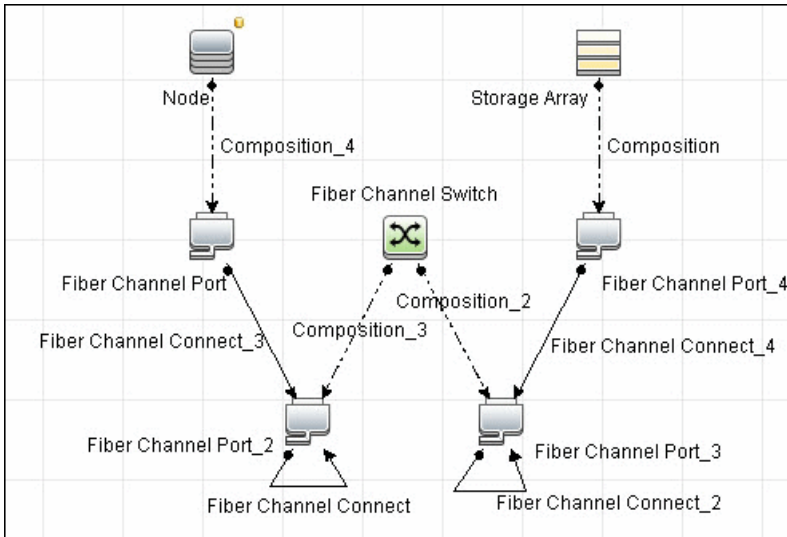 Node
Storage Array
Composition_4
Composition
Fiber Channel Switch
Fiber Channel Port
Composition_2
Fiber Channel Port_4
Composition_3
Fiber Channel Connect_3
Fiber Channel Connect_4
Fiber Channel Port_2
Fiber Channel Port_3
Fiber Channel Connect
Fiber Channel Connect_2